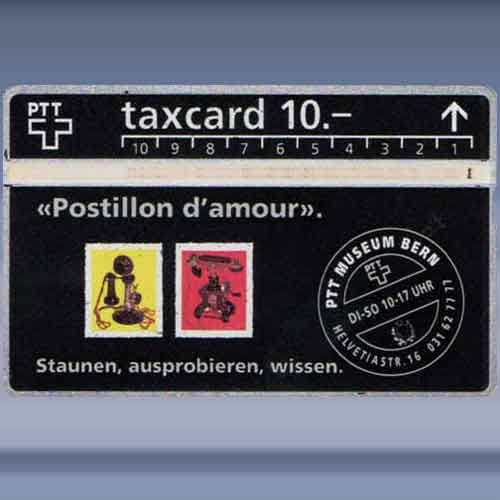 PTT
taxcard 10.–
10 9 8 7 6 5 4 3 2 1
«Postillon d'amour».
PTT MUSEUM BERN
PTT
DI-SO 10-17 UHR
HELVETIASTR. 16 031 62 77 77
Staunen, ausprobieren, wissen.